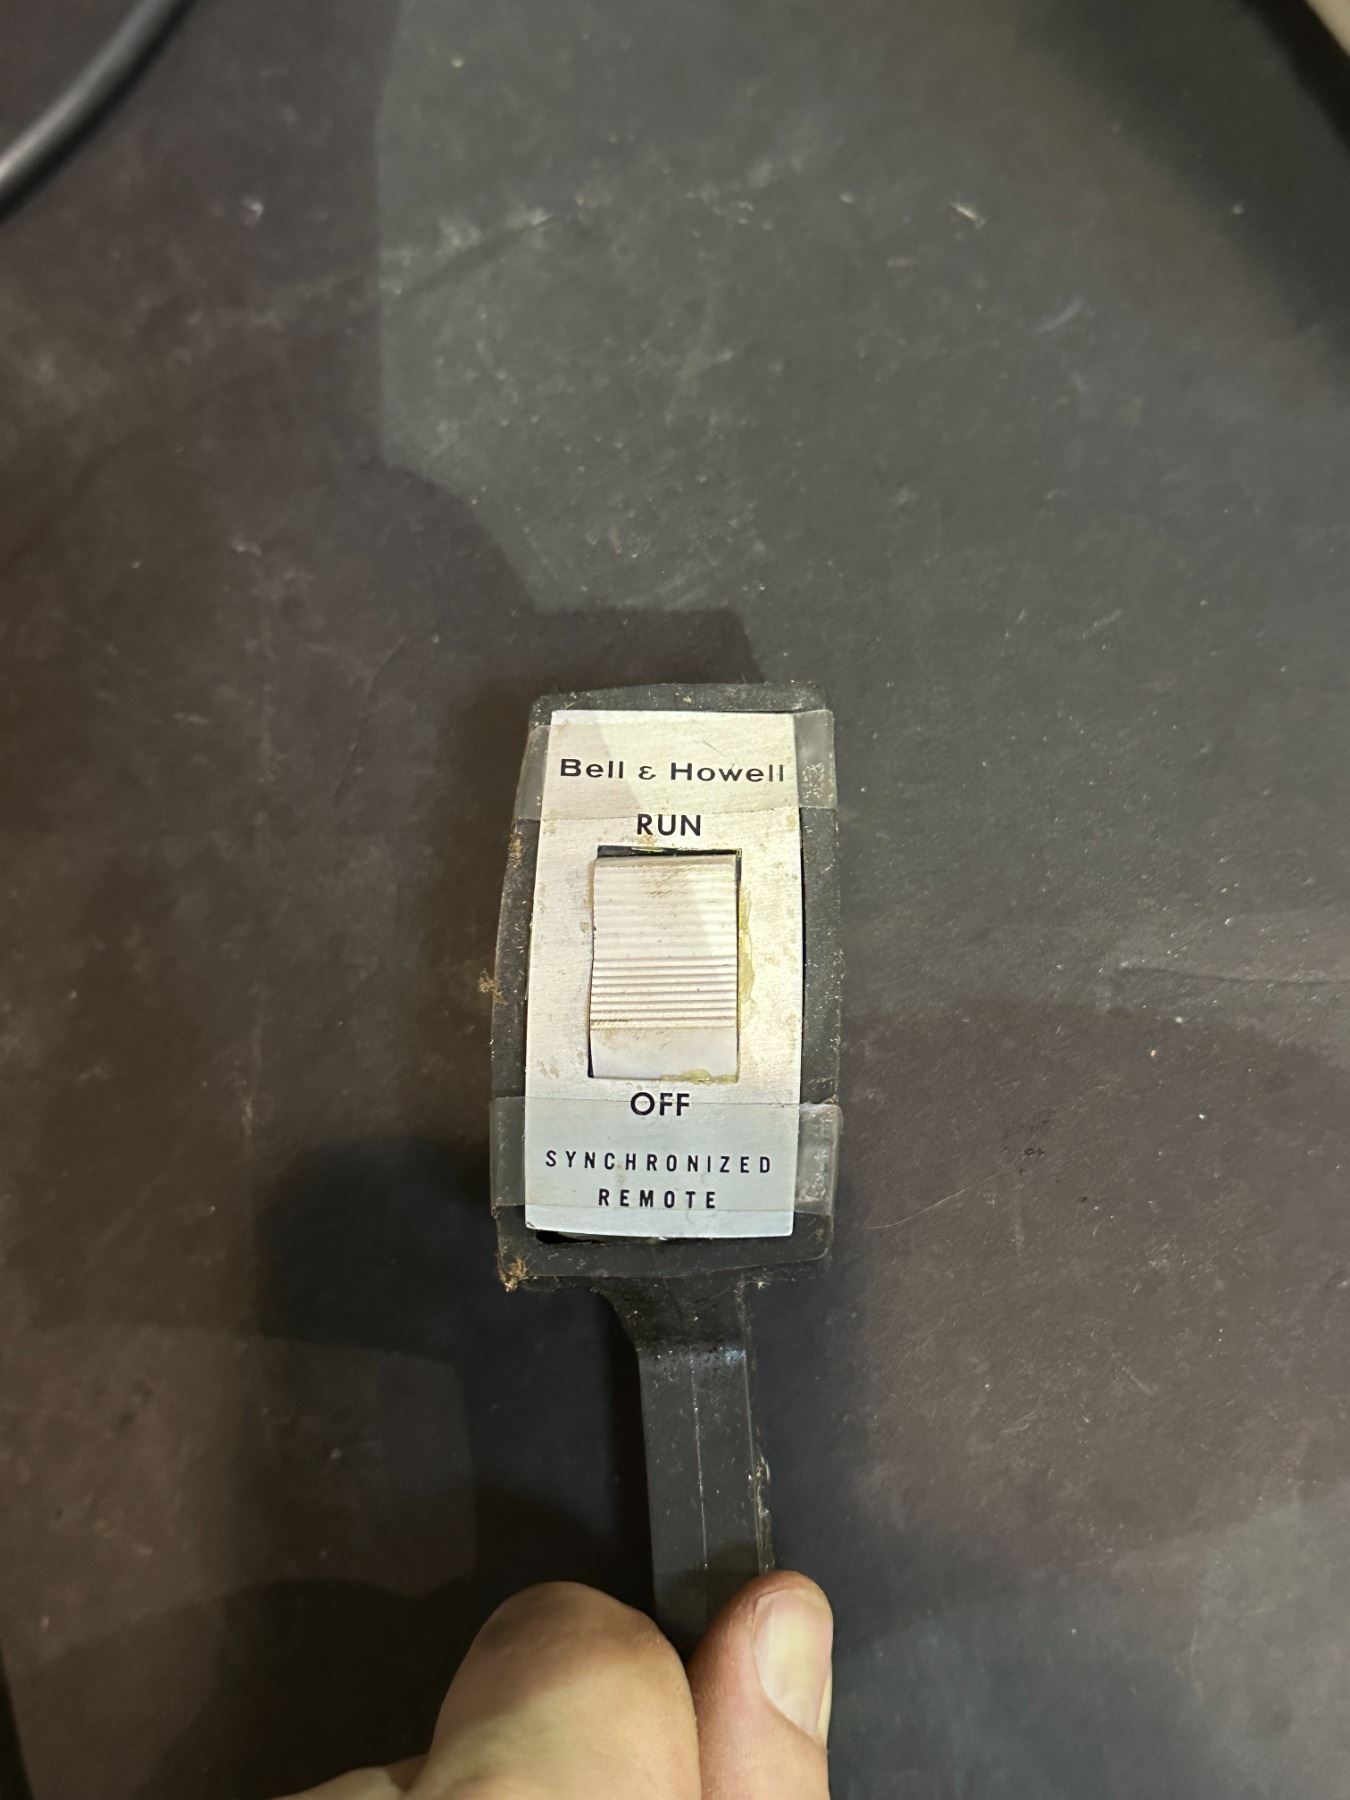 Bell & Howell
RUN
OFF
SYNCHRONIZED
REMOTE